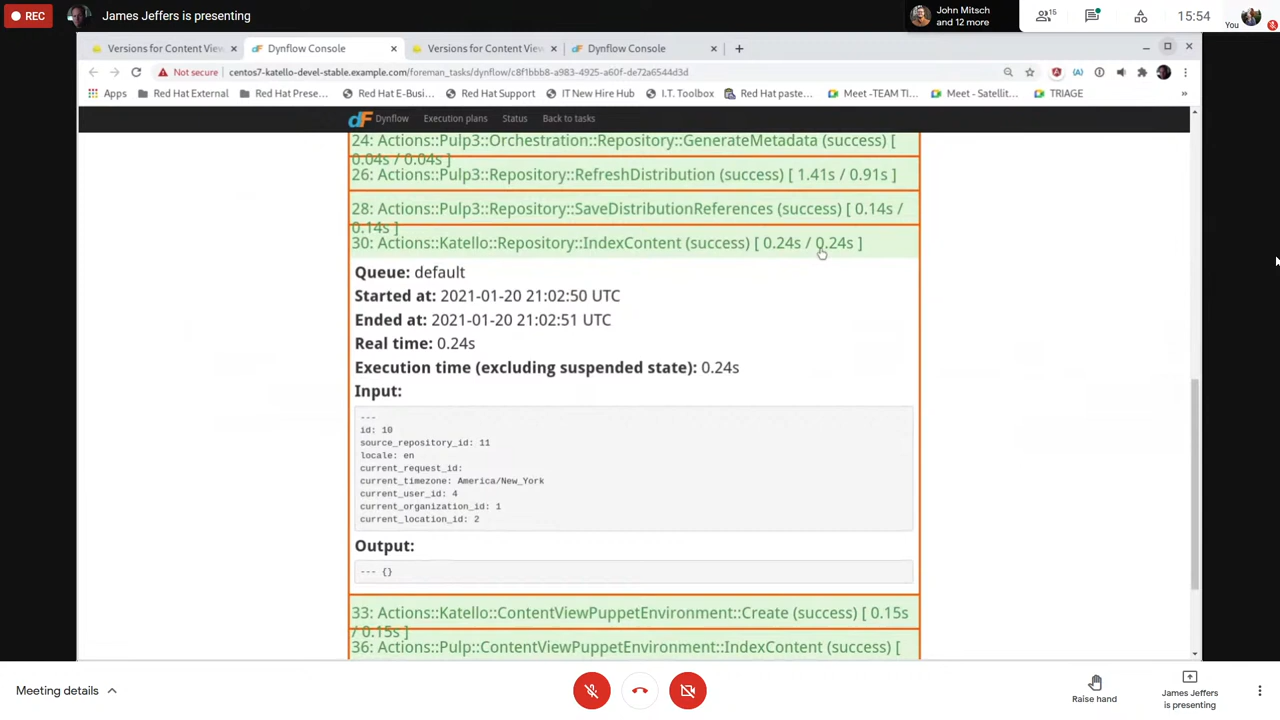 REC
James Jeffers is presenting
John Mitsch
and 12 more
15
15:54
You
Versions for Content View
Dynflow Console
Versions for Content View
Dynflow Console
Not secure
centos7-katello-devel-stable.example.com/foreman_tasks/dynflow/c8f1bbb8-a983-4925-a60f-de72a6544d3d
Apps
Red Hat External
Red Hat Prese...
Red Hat E-Busi...
Red Hat Support
IT New Hire Hub
I.T. Toolbox
Red Hat paste...
Meet -TEAM TI...
Meet - Satellit...
TRIAGE
»
dF Dynflow
Execution plans
Status
Back to tasks
24: Actions::Pulp3::Orchestration::Repository::GenerateMetadata (success) [
0.04s / 0.04s ]
26: Actions::Pulp3::Repository::RefreshDistribution (success) [ 1.41s / 0.91s ]
28: Actions::Pulp3::Repository::SaveDistributionReferences (success) [ 0.14s /
0.14s ]
30: Actions::Katello::Repository::IndexContent (success) [ 0.24s / 0.24s ]
Queue: default
Started at: 2021-01-20 21:02:50 UTC
Ended at: 2021-01-20 21:02:51 UTC
Real time: 0.24s
Execution time (excluding suspended state): 0.24s
Input:
---
id: 10
source_repository_id: 11
locale: en
current_request_id:
current_timezone: America/New_York
current_user_id: 4
current_organization_id: 1
current_location_id: 2
Output:
--- {}
33: Actions::Katello::ContentViewPuppetEnvironment::Create (success) [ 0.15s
/ 0.15s ]
36: Actions::Pulp::ContentViewPuppetEnvironment::IndexContent (success) [
Meeting details
Raise hand
James Jeffers
is presenting